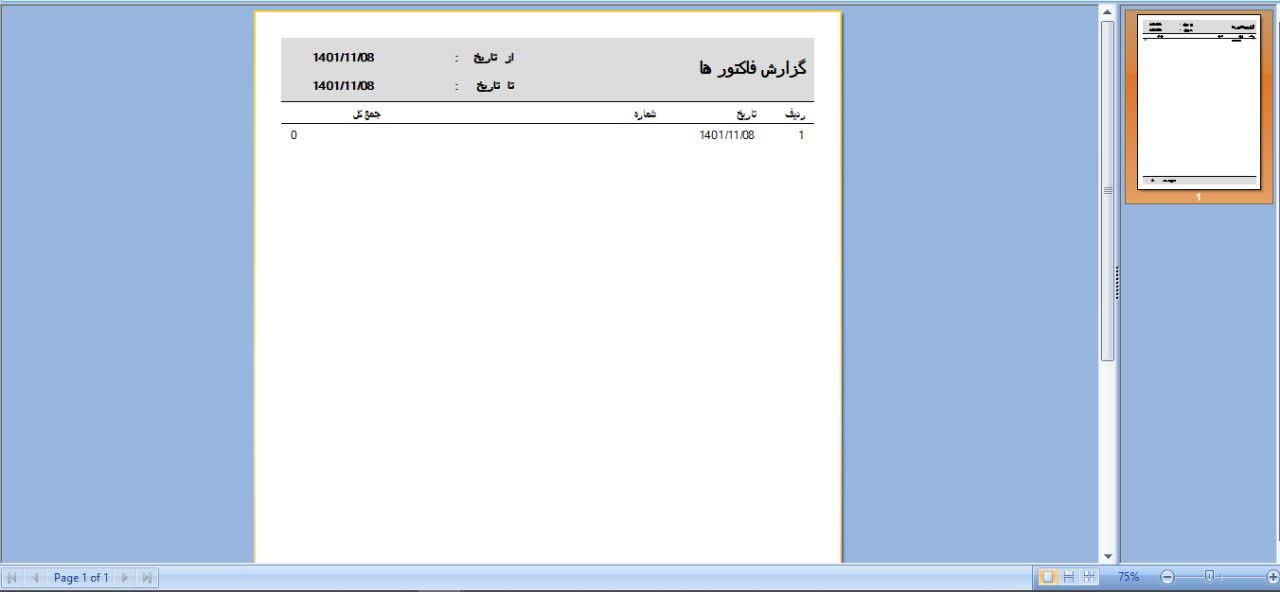 گزارش فاکتور ها
از تاریخ : 1401/11/08
تا تاریخ : 1401/11/08
ردیف تاریخ شماره جمع کل
1 1401/11/08 0
1
Page 1 of 1
75%